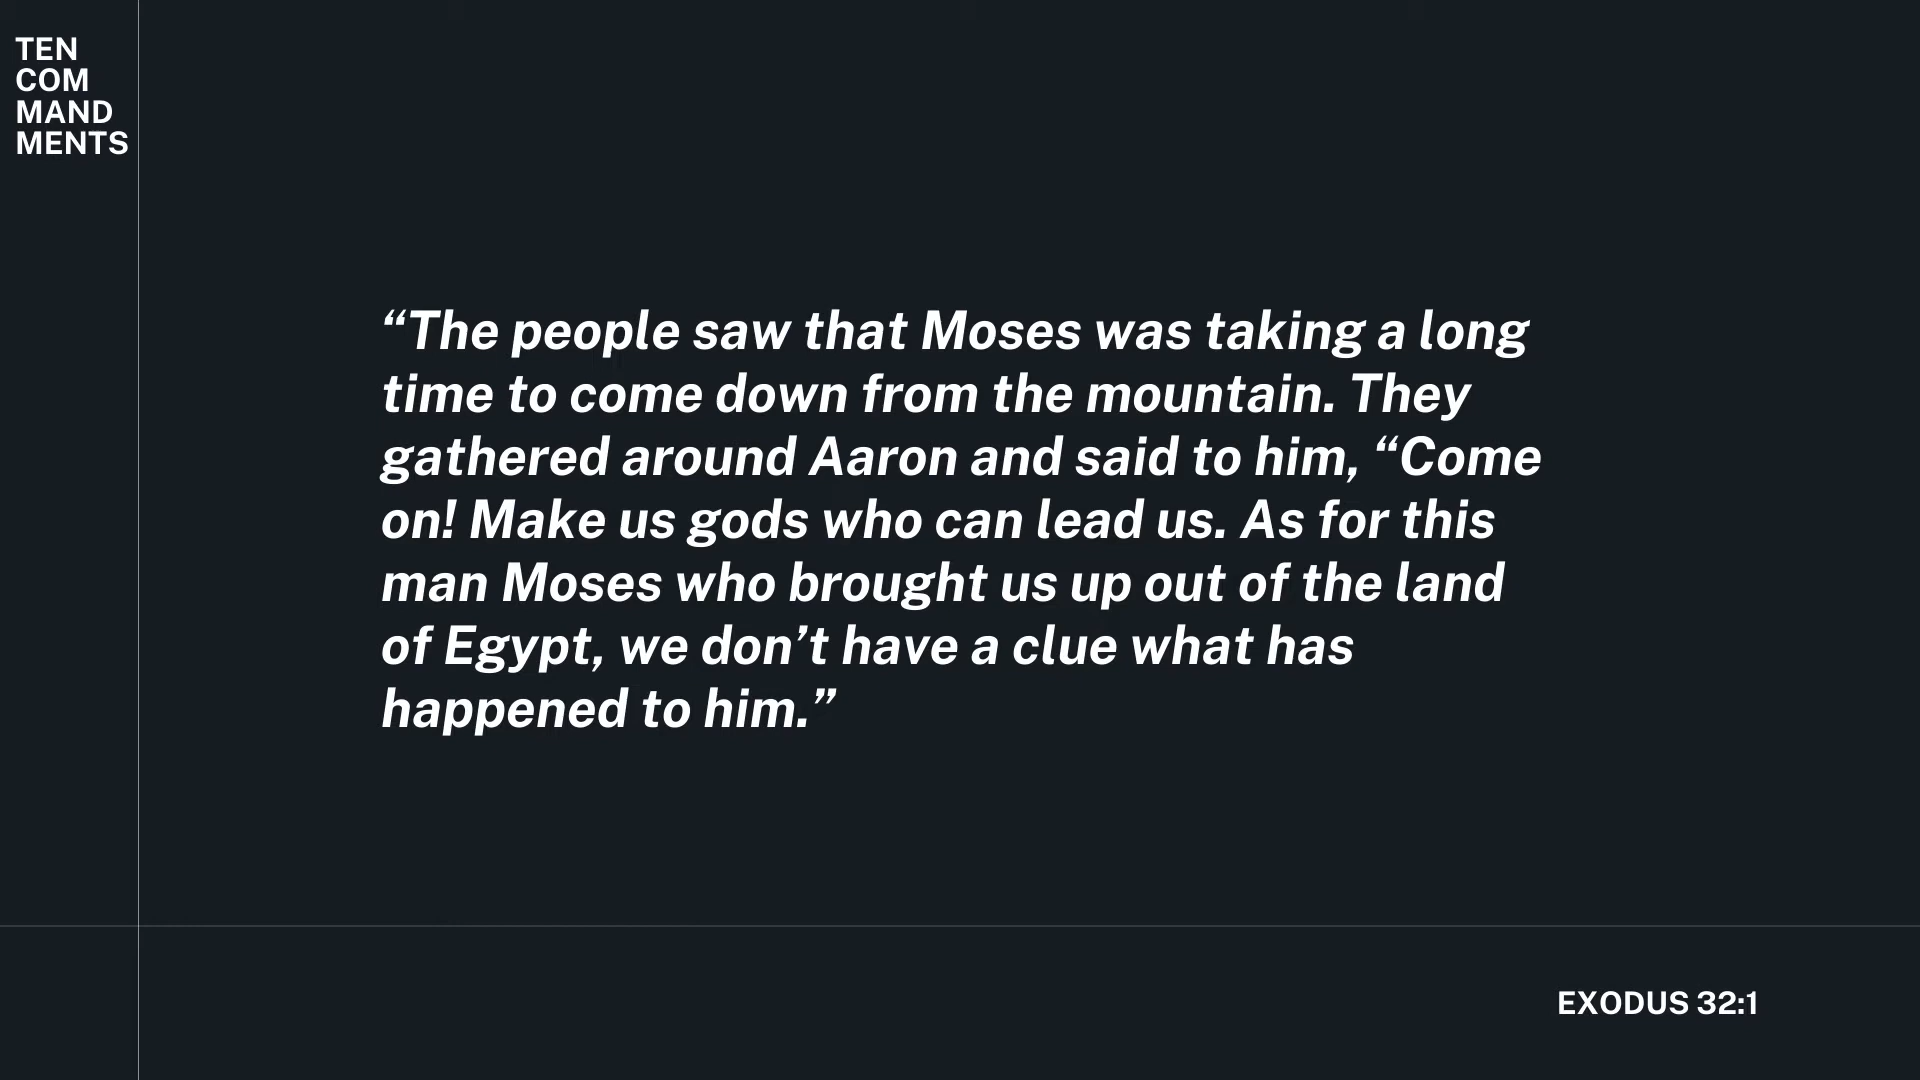 TEN
COM
MAND
MENTS
“The people saw that Moses was taking a long
time to come down from the mountain. They
gathered around Aaron and said to him, “Come
on! Make us gods who can lead us. As for this
man Moses who brought us up out of the land
of Egypt, we don’t have a clue what has
happened to him.”
EXODUS 32:1